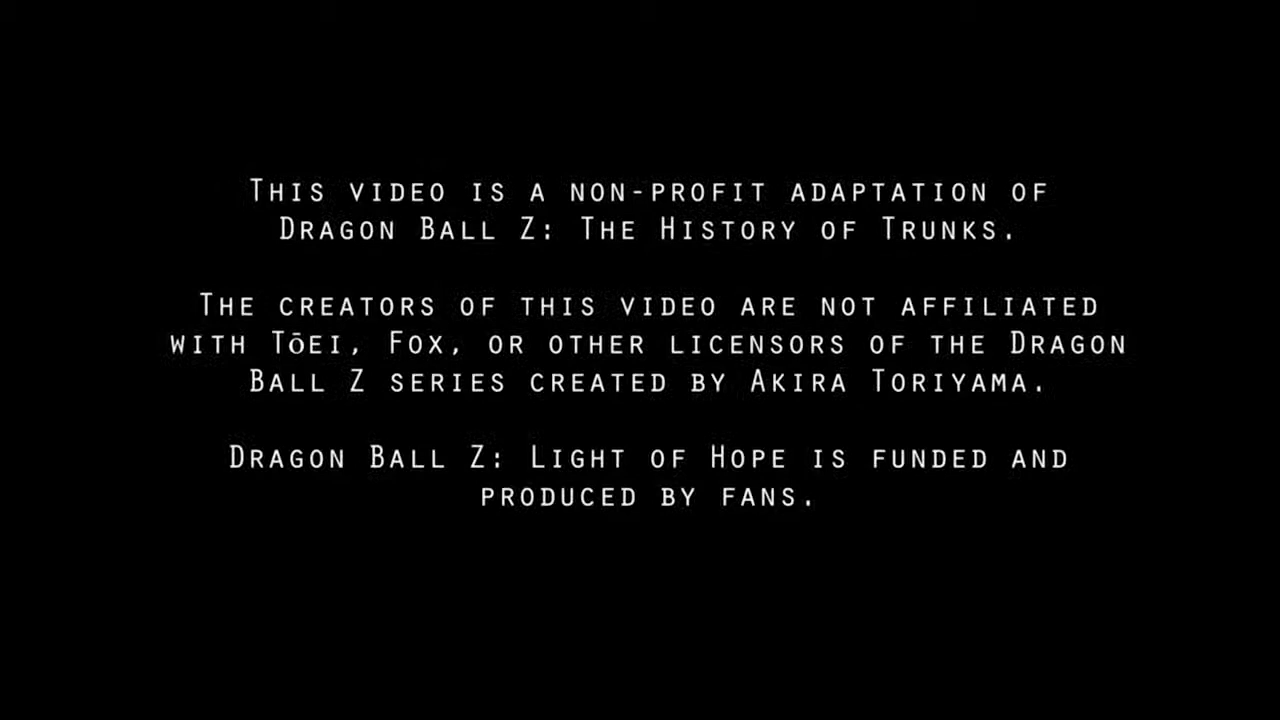 This video is a non-profit adaptation of
Dragon Ball Z: The History of Trunks.
The creators of this video are not affiliated
with Tōei, Fox, or other licensors of the Dragon
Ball Z series created by Akira Toriyama.
Dragon Ball Z: Light of Hope is funded and
produced by fans.